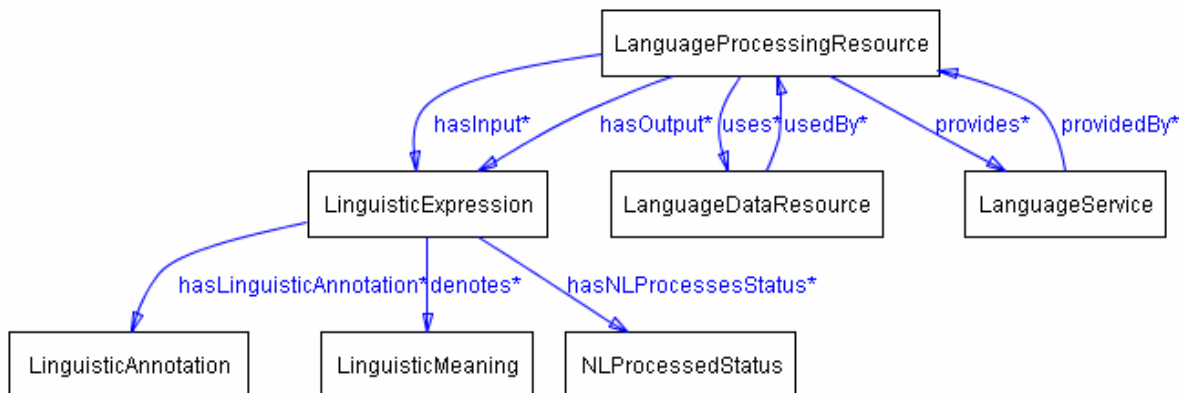 LanguageProcessingResource
hasInput* hasOutput* uses* usedBy* provides* providedBy*
LinguisticExpression LanguageDataResource LanguageService
hasLinguisticAnnotation* denotes* hasNLProcessesStatus*
LinguisticAnnotation LinguisticMeaning NLProcessedStatus